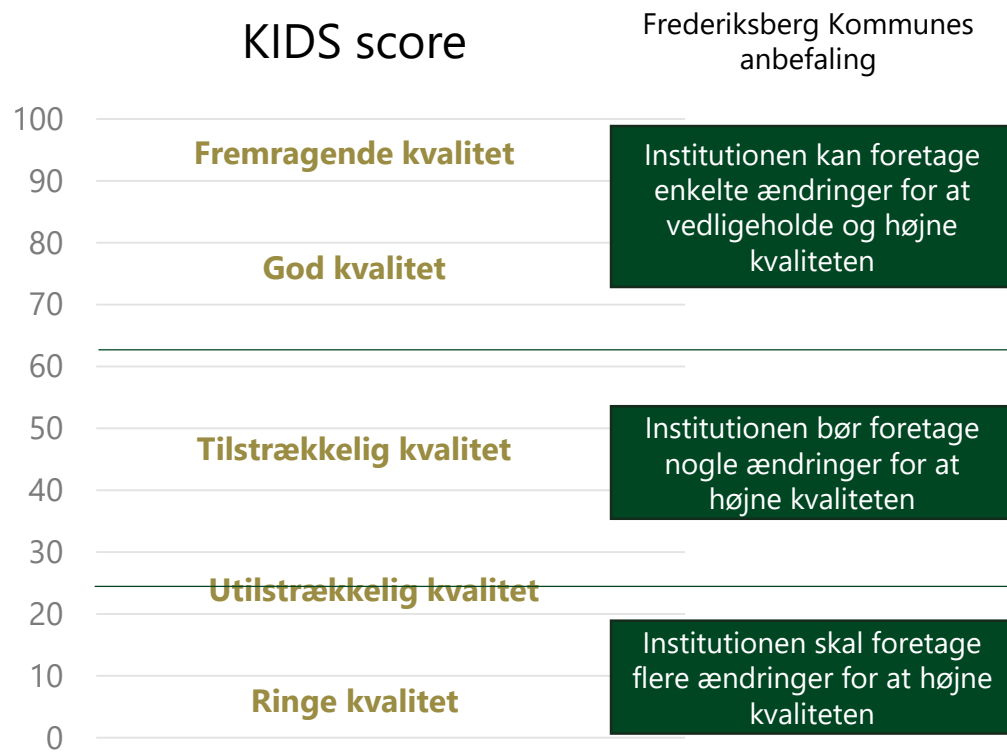 KIDS score
Frederiksberg Kommunes
anbefaling
100
Fremragende kvalitet
90
80
God kvalitet
70
60
50
Tilstrækkelig kvalitet
40
30
Utilstrækkelig kvalitet
20
10
Ringe kvalitet
0
Institutionen kan foretage
enkelte ændringer for at
vedligeholde og højne
kvaliteten
Institutionen bør foretage
nogle ændringer for at
højne kvaliteten
Institutionen skal foretage
flere ændringer for at højne
kvaliteten